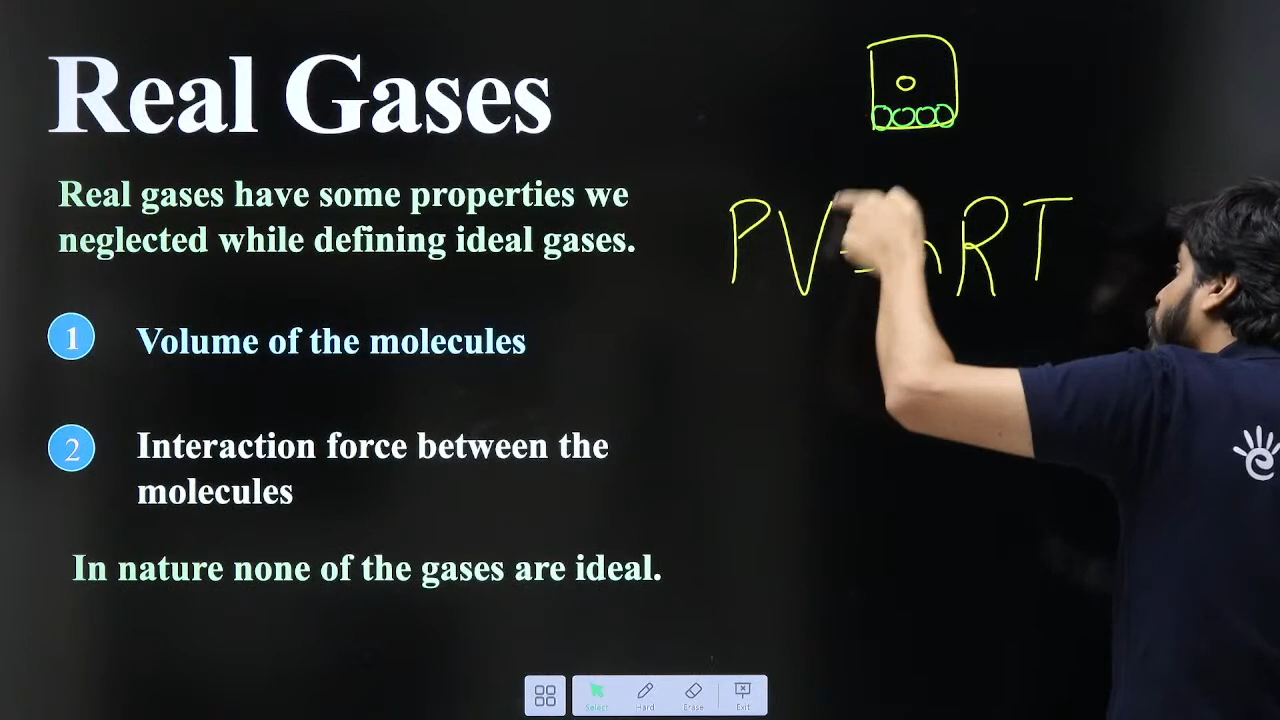 Real Gases
Real gases have some properties we
neglected while defining ideal gases.
1 Volume of the molecules
2 Interaction force between the
molecules
In nature none of the gases are ideal.
PV=nRT
Select Hard Erase Exit